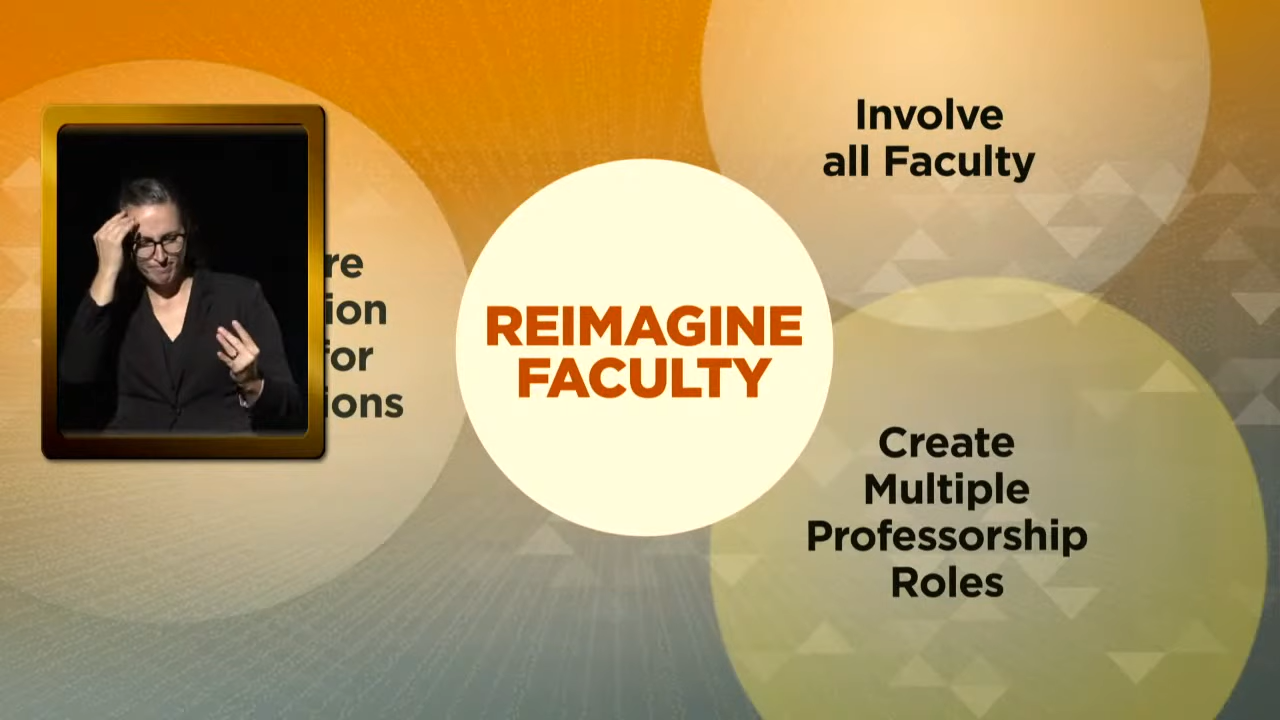 Involve
all Faculty
REIMAGINE
FACULTY
Create
Multiple
Professorship
Roles